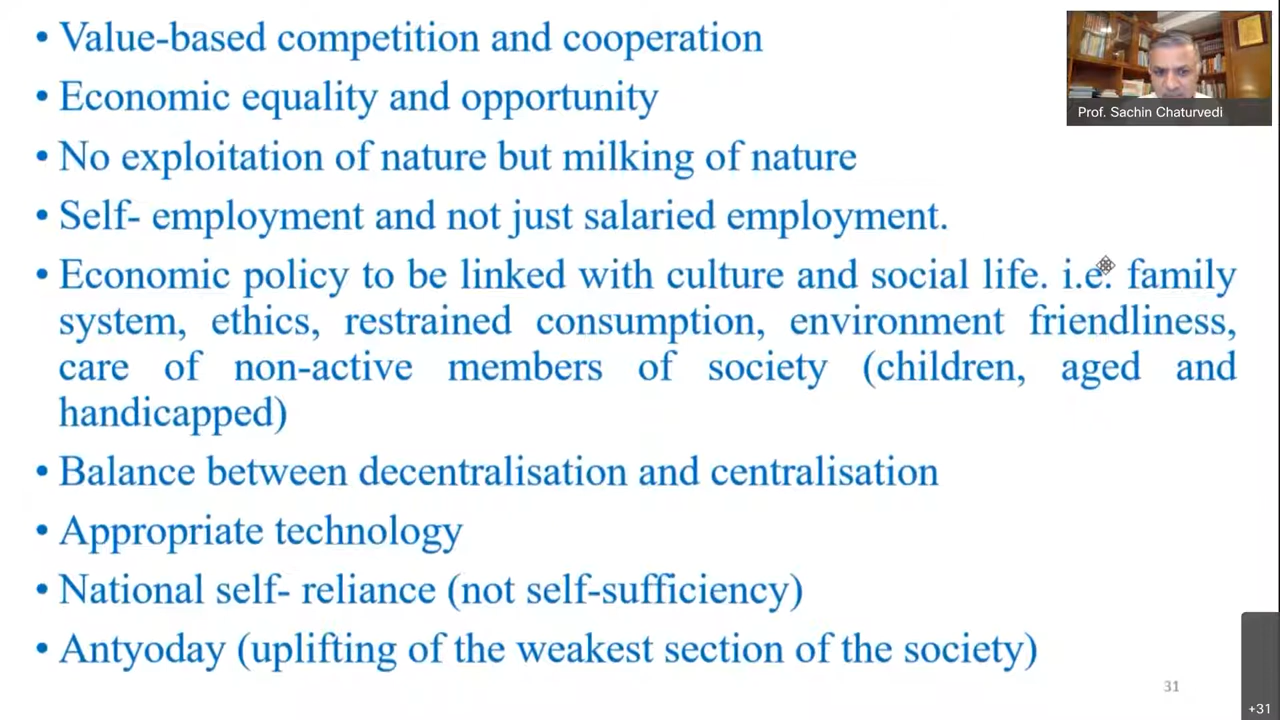 • Value-based competition and cooperation
• Economic equality and opportunity
• No exploitation of nature but milking of nature
• Self- employment and not just salaried employment.
• Economic policy to be linked with culture and social life. i.e. family
system, ethics, restrained consumption, environment friendliness,
care of non-active members of society (children, aged and
handicapped)
• Balance between decentralisation and centralisation
• Appropriate technology
• National self- reliance (not self-sufficiency)
• Antyoday (uplifting of the weakest section of the society)
31
Prof. Sachin Chaturvedi
+31